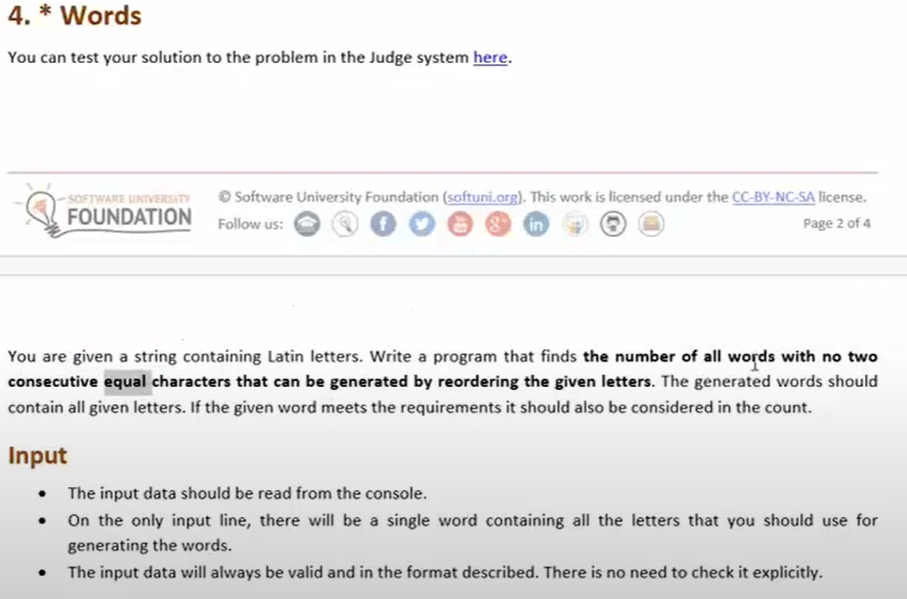 4. * Words
You can test your solution to the problem in the Judge system here.
SOFTWARE UNIVERSITY
FOUNDATION
© Software University Foundation (softuni.org). This work is licensed under the CC-BY-NC-SA license.
Follow us:
Page 2 of 4
You are given a string containing Latin letters. Write a program that finds the number of all words with no two
consecutive equal characters that can be generated by reordering the given letters. The generated words should
contain all given letters. If the given word meets the requirements it should also be considered in the count.
Input
• The input data should be read from the console.
• On the only input line, there will be a single word containing all the letters that you should use for
generating the words.
• The input data will always be valid and in the format described. There is no need to check it explicitly.